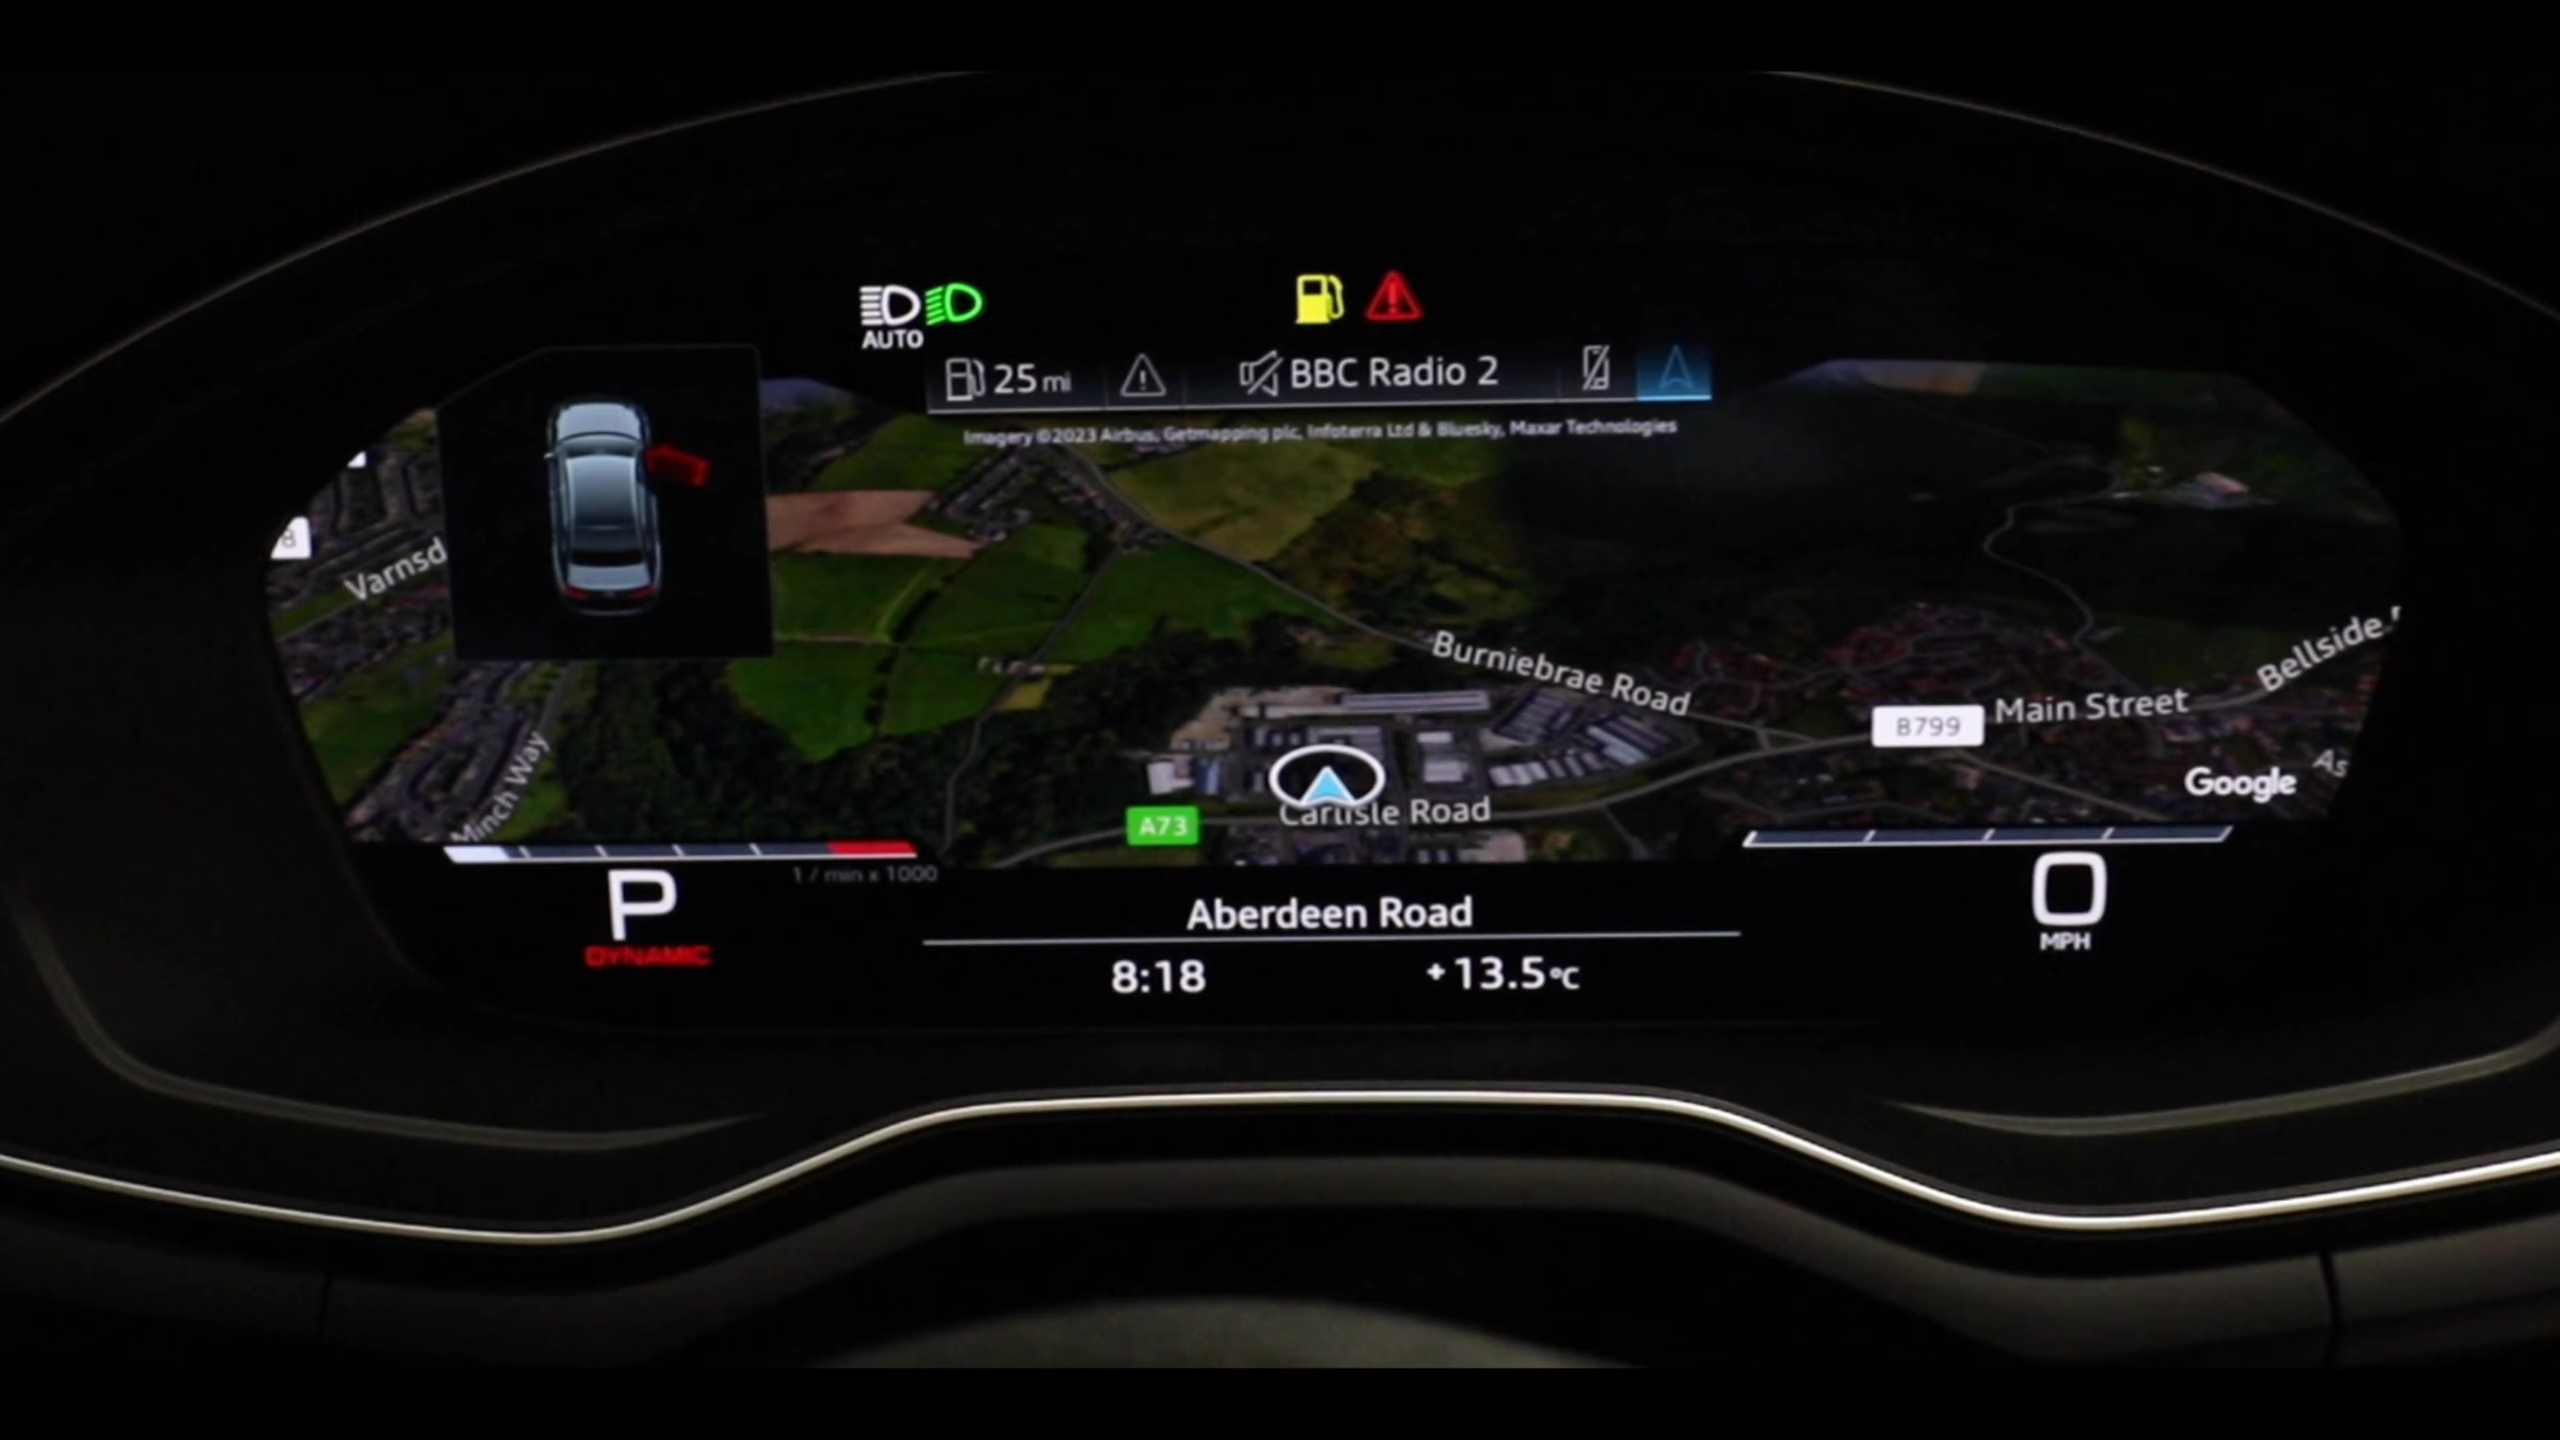 AUTO
25 mi
BBC Radio 2
Imagery ©2023 Airbus, Getmapping plc, Infoterra Ltd & Bluesky, Maxar Technologies
B
Varnsd
Burniebrae Road
Bellside
B799
Main Street
Minch Way
Google
As
A73
Carlisle Road
1 / min x 1000
P
DYNAMIC
Aberdeen Road
0
MPH
8:18
+13.5°C